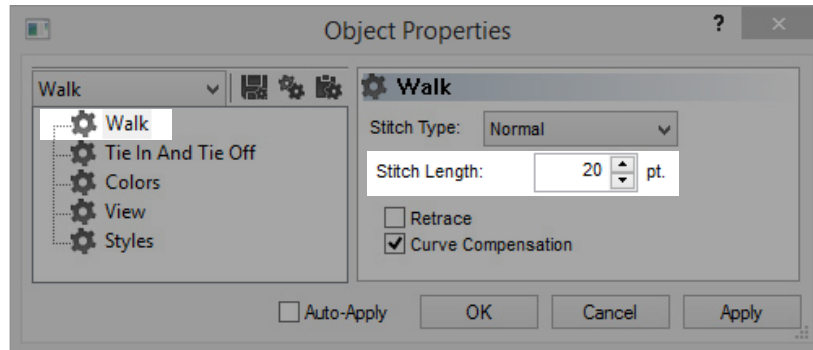 Object Properties ? ×
Walk
Walk
Tie In And Tie Off
Colors
View
Styles
Walk
Stitch Type: Normal
Stitch Length: 20 pt.
Retrace
Curve Compensation
Auto-Apply OK Cancel Apply